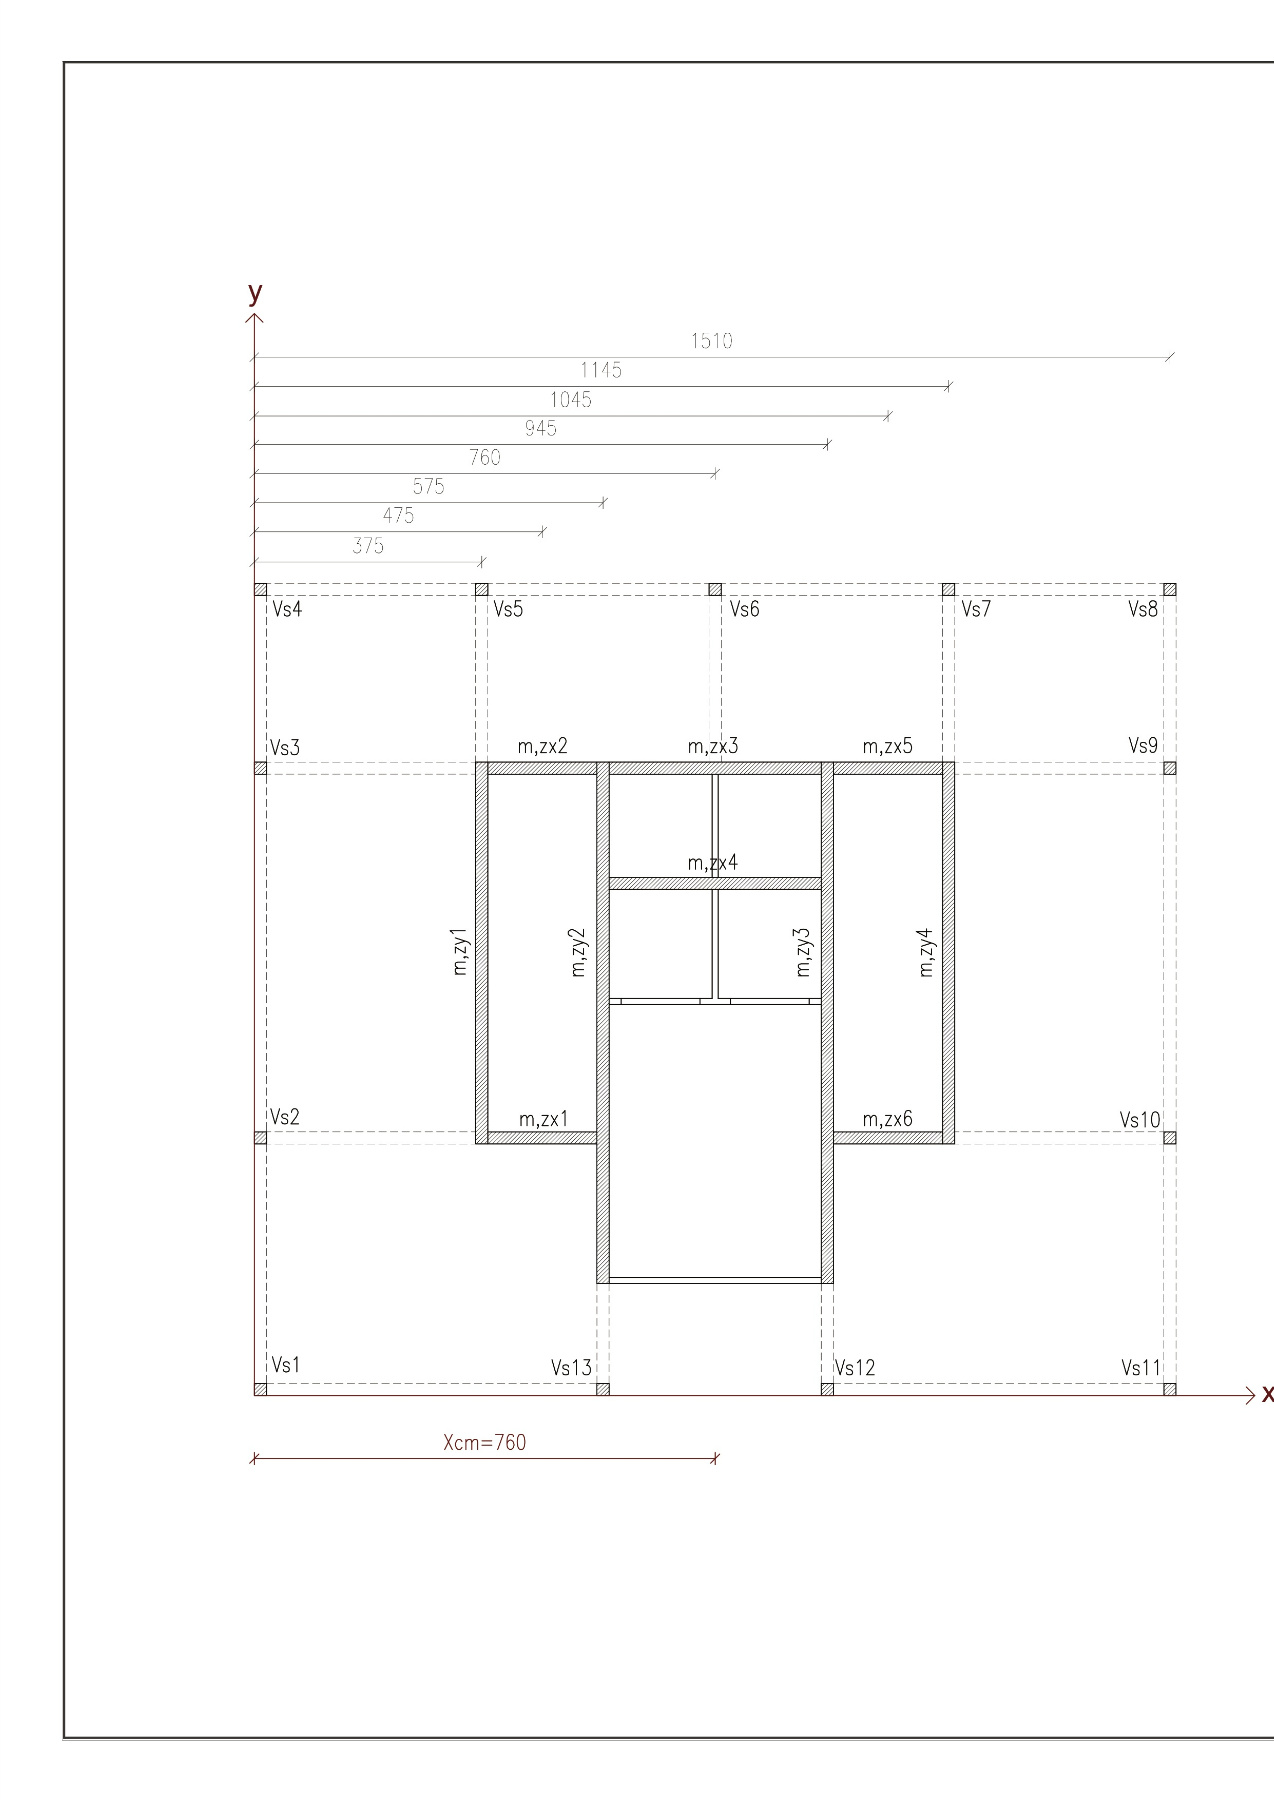 y
1510
1145
1045
945
760
575
475
375
Vs4 Vs5 Vs6 Vs7 Vs8
Vs3 m,zx2 m,zx3 m,zx5 Vs9
m,zx4
m,zy1 m,zy2 m,zy3 m,zy4
Vs2 m,zx1 m,zx6 Vs10
Vs1 Vs13 Vs12 Vs11
x
Xcm=760